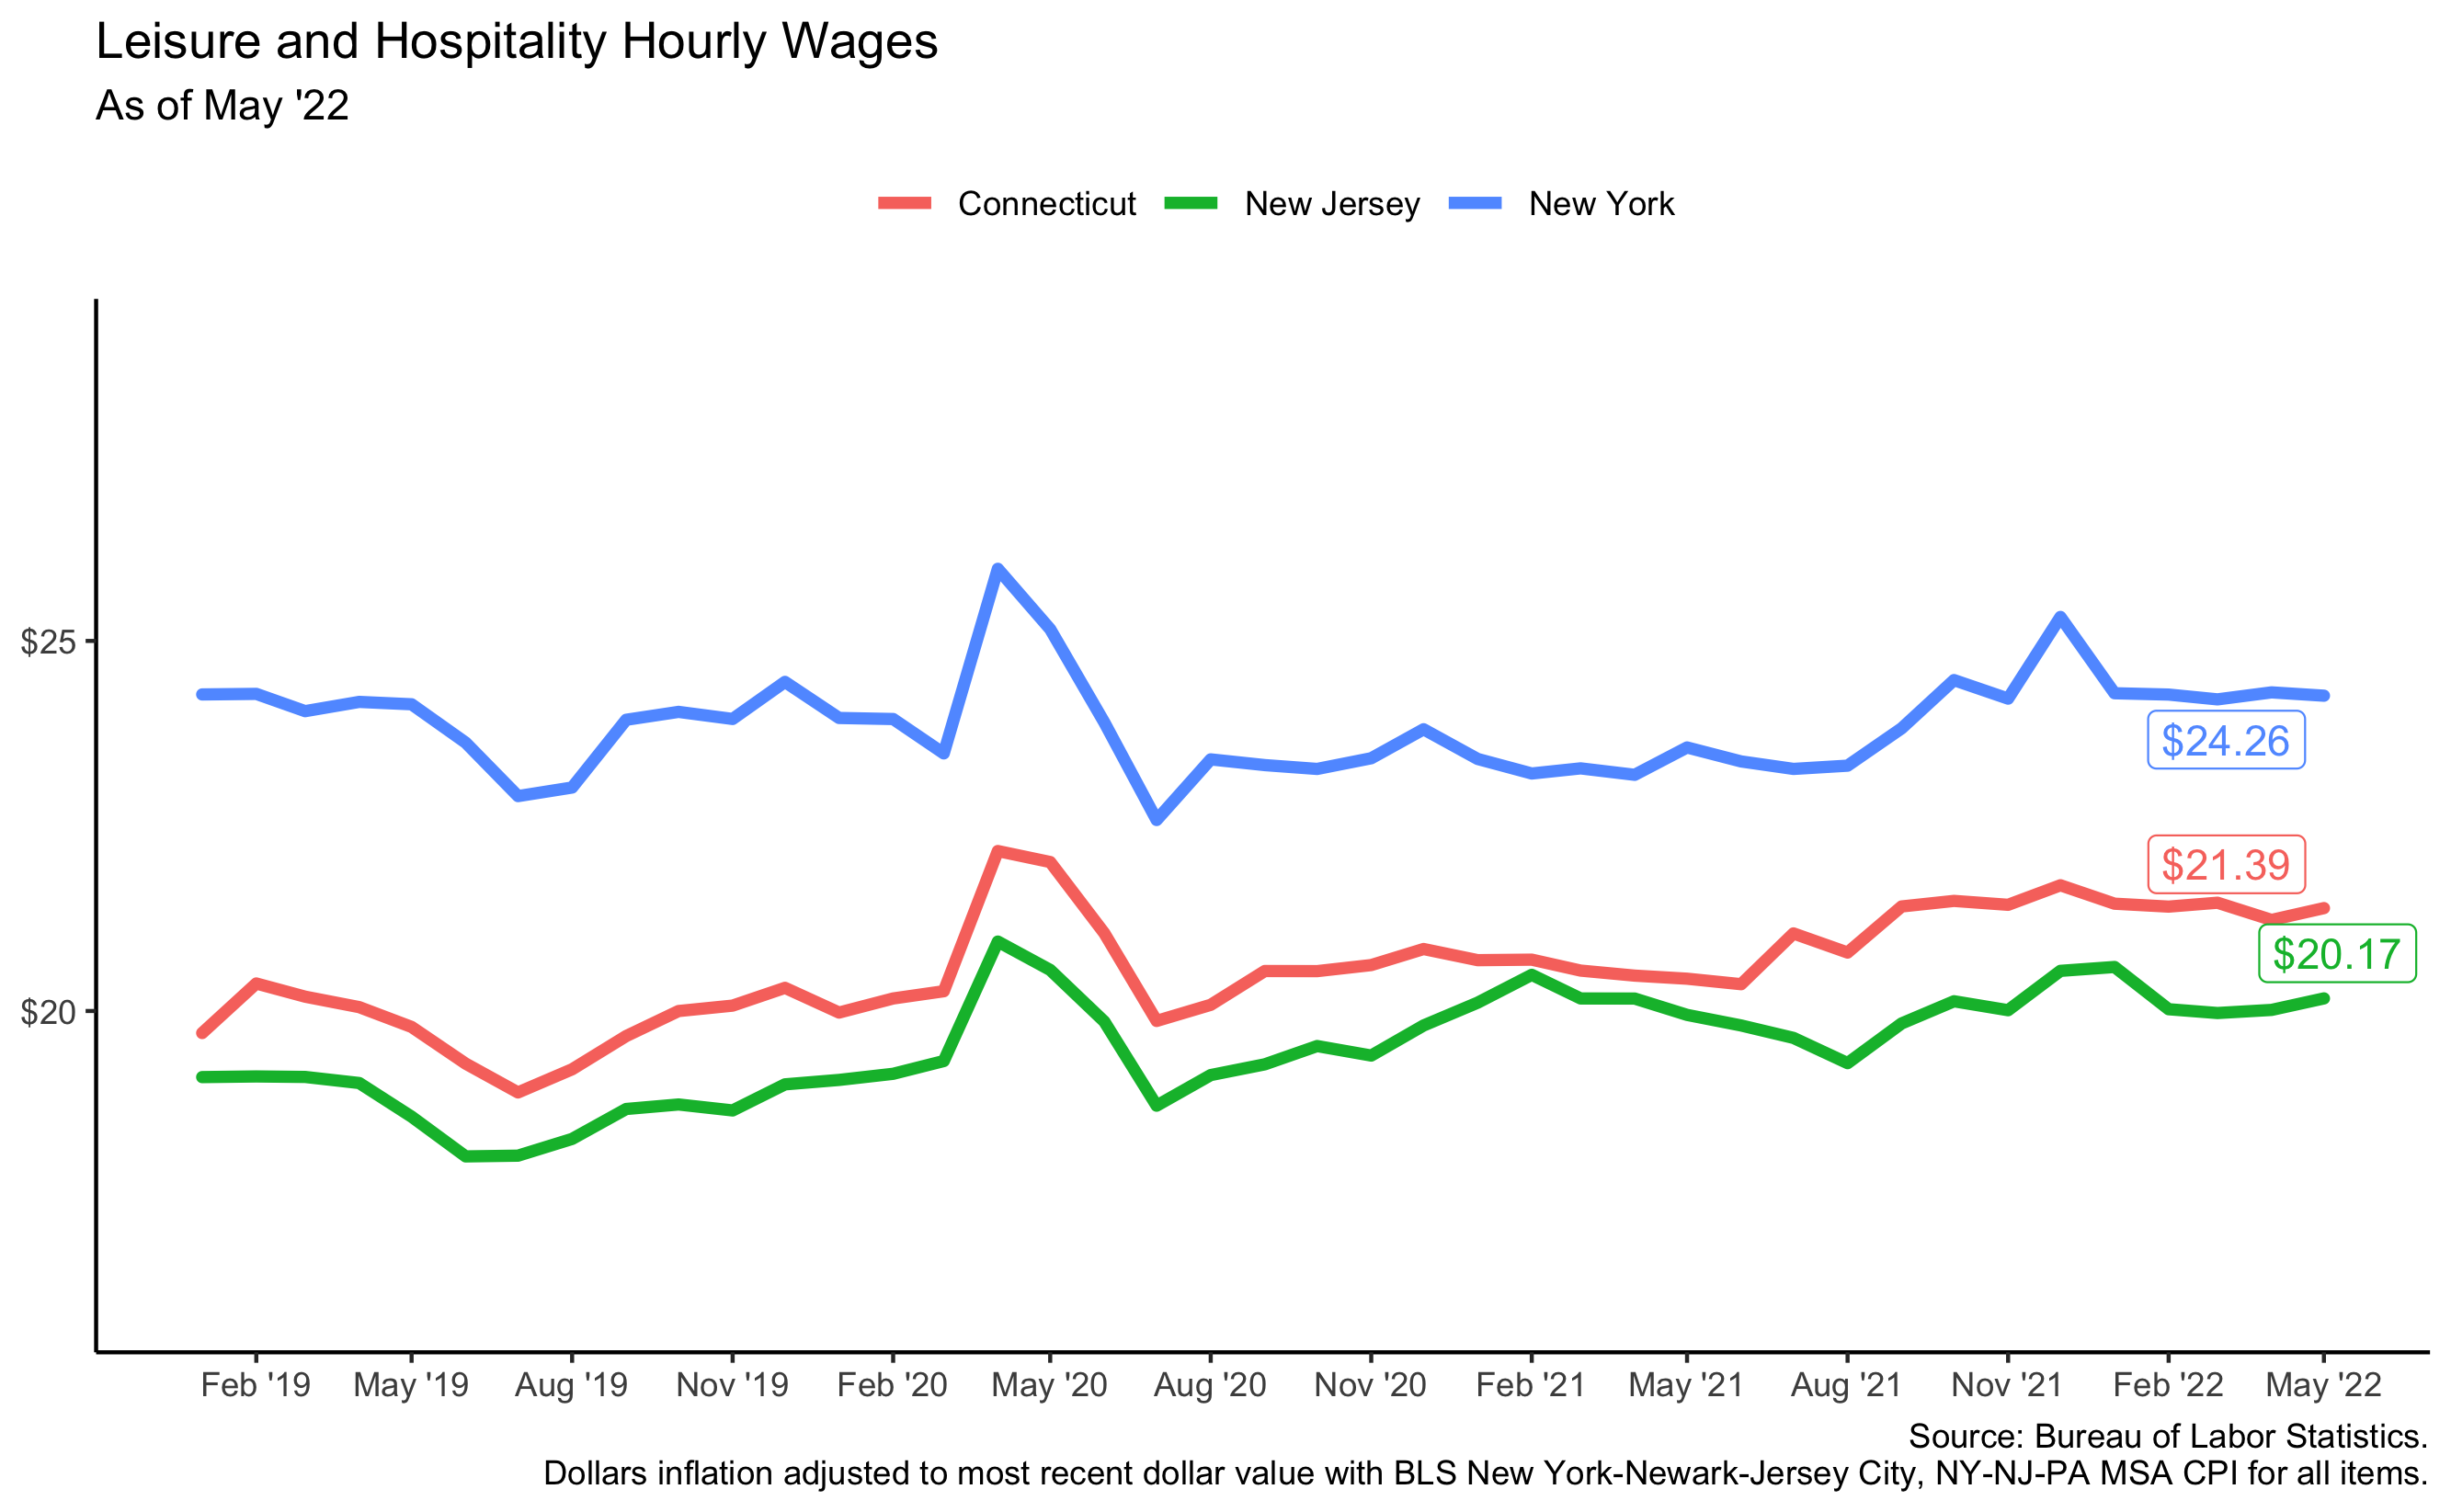 Leisure and Hospitality Hourly Wages
As of May '22
Connecticut New Jersey New York
$25
$20
$24.26
$21.39
$20.17
Feb '19 May '19 Aug '19 Nov '19 Feb '20 May '20 Aug '20 Nov '20 Feb '21 May '21 Aug '21 Nov '21 Feb '22 May '22
Source: Bureau of Labor Statistics.
Dollars inflation adjusted to most recent dollar value with BLS New York-Newark-Jersey City, NY-NJ-PA MSA CPI for all items.